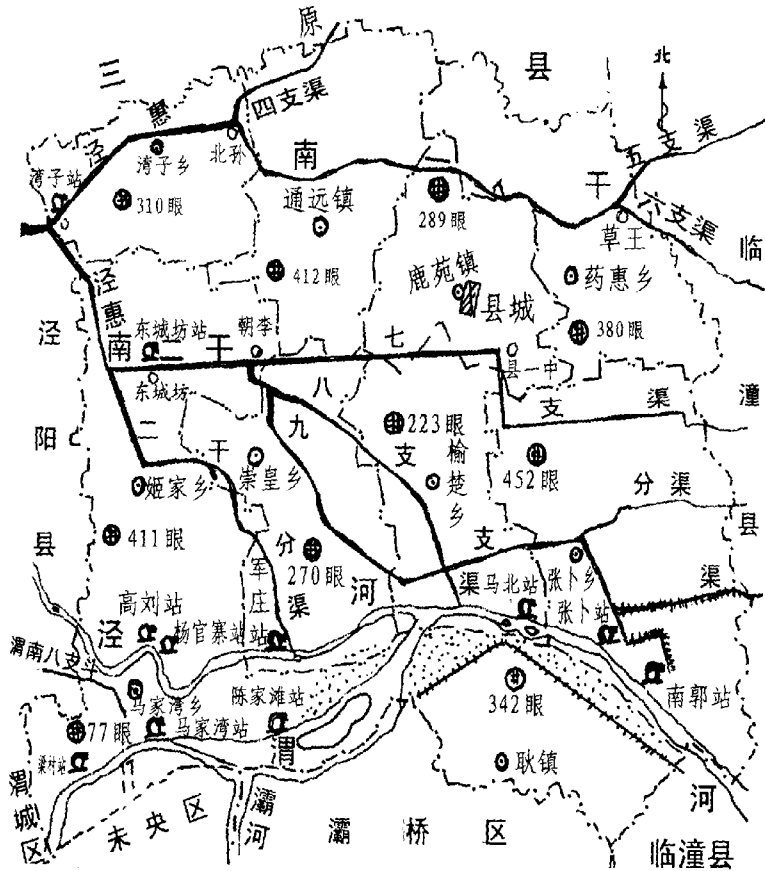 三原县
北
泾惠南干
四支渠
五支渠
六支渠
湾子站
湾子乡
北孙
310眼
通远镇
289眼
草王
临潼县
412眼
鹿苑镇
县城
药惠乡
380眼
泾惠南二干
东城坊站
朝李
东城坊
县一中
七支渠
泾阳县
二干分渠
八支渠
九支渠
223眼
榆楚乡
452眼
分渠
姬家乡
崇皇乡
411眼
270眼
军庄站
高刘站
杨官寨站
泾河
马北站
张卜乡
张卜站
南郭站
渭南八支斗
马家湾乡
马家湾站
陈家滩站
77眼
梁村站
342眼
耿镇
渭河
渭城区
未央区
灞河
灞桥区
临潼县